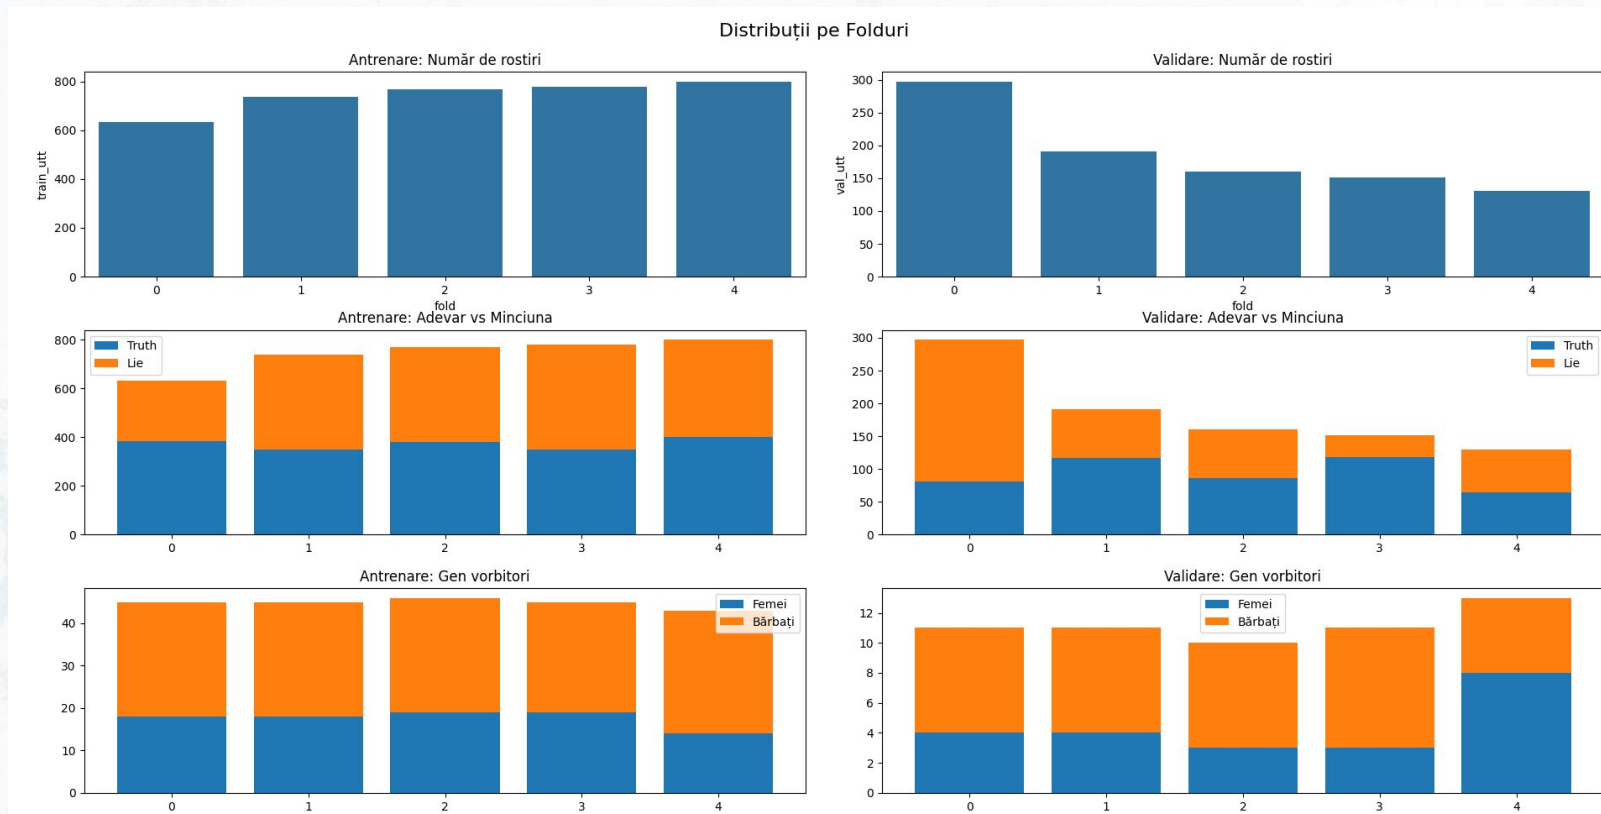 Distribuții pe Folduri
Antrenare: Număr de rostiri
train_utt
800
600
400
200
0
0 1 2 3 4
fold
Validare: Număr de rostiri
val_utt
300
250
200
150
100
50
0
0 1 2 3 4
fold
Antrenare: Adevar vs Minciuna
Truth
Lie
800
600
400
200
0
0 1 2 3 4
Validare: Adevar vs Minciuna
Truth
Lie
300
250
200
150
100
50
0
0 1 2 3 4
Antrenare: Gen vorbitori
Femei
Bărbați
40
30
20
10
0
0 1 2 3 4
Validare: Gen vorbitori
Femei
Bărbați
12
10
8
6
4
2
0
0 1 2 3 4